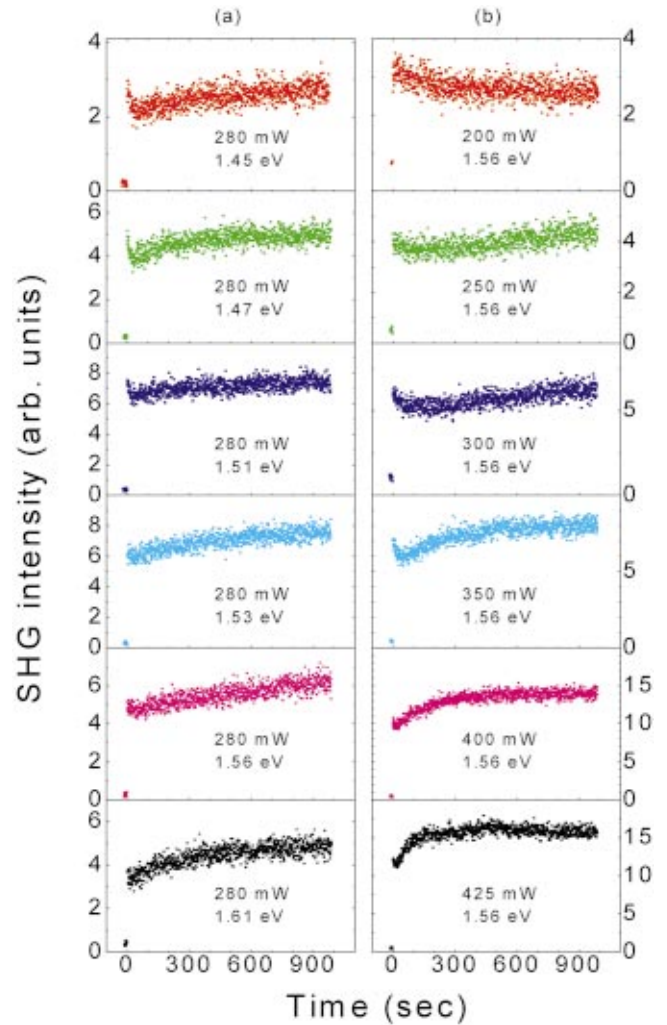 (a) (b)
4 4
2 2
280 mW 200 mW
1.45 eV 1.56 eV
0 0
6
4 4
2 2
280 mW 250 mW
1.47 eV 1.56 eV
0 0
8
6
5
4
2
280 mW 300 mW
1.51 eV 1.56 eV
0 0
8
6
5
4
2
280 mW 350 mW
1.53 eV 1.56 eV
0 0
6 15
4 10
2
280 mW 400 mW
1.56 eV 1.56 eV
0 0
6
15
4
10
2
280 mW 425 mW
1.61 eV 1.56 eV
0 0
0 300 600 900 0 300 600 900
Time (sec)
SHG intensity (arb. units)